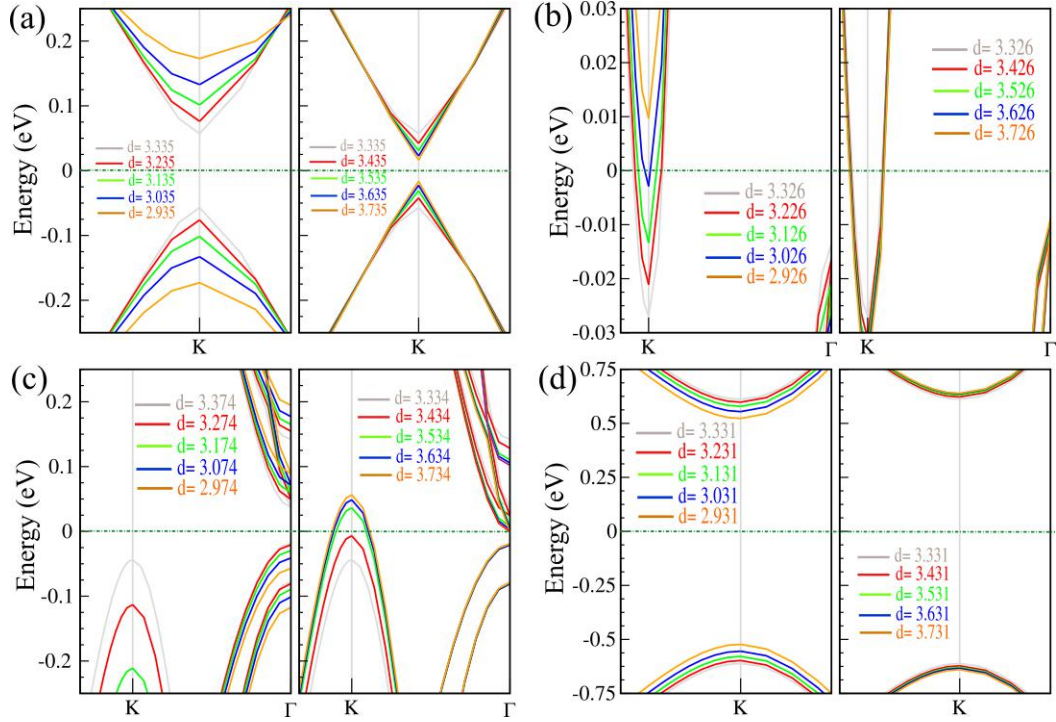 (a)
Energy (eV)
0.2
0.1
0
-0.1
-0.2
d= 3.335
d= 3.235
d= 3.135
d= 3.035
d= 2.935
K
d= 3.335
d= 3.435
d= 3.535
d= 3.635
d= 3.735
K
(b)
Energy (eV)
0.03
0.02
0.01
0
-0.01
-0.02
-0.03
d= 3.326
d= 3.226
d= 3.126
d= 3.026
d= 2.926
K
Γ
d= 3.326
d= 3.426
d= 3.526
d= 3.626
d= 3.726
K
(c)
Energy (eV)
0.2
0.1
0
-0.1
-0.2
d= 3.374
d= 3.274
d= 3.174
d= 3.074
d= 2.974
K
Γ
d= 3.334
d= 3.434
d= 3.534
d= 3.634
d= 3.734
K
Γ
(d)
Energy (eV)
0.75
0.5
0.25
0
-0.25
-0.5
-0.75
d= 3.331
d= 3.231
d= 3.131
d= 3.031
d= 2.931
K
d= 3.331
d= 3.431
d= 3.531
d= 3.631
d= 3.731
K